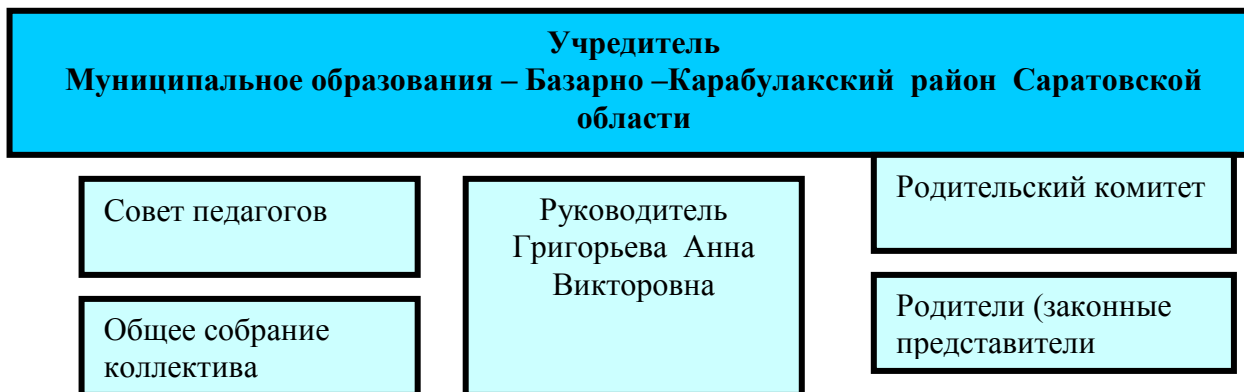 Учредитель
Муниципальное образования – Базарно –Карабулакский район Саратовской
области
Совет педагогов
Общее собрание
коллектива
Руководитель
Григорьева Анна
Викторовна
Родительский комитет
Родители (законные
представители